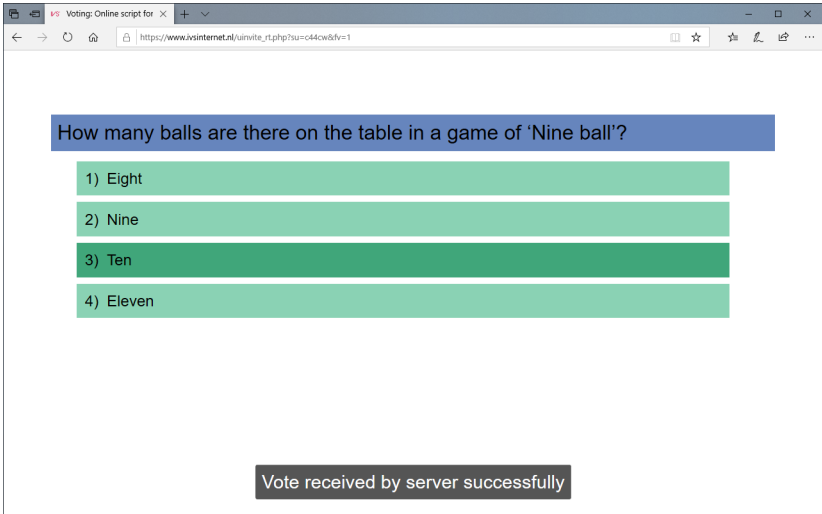 VS Voting: Online script for
https://www.ivsinternet.nl/uinvite_rt.php?su=c44cw&fv=1
How many balls are there on the table in a game of ‘Nine ball’?
1) Eight
2) Nine
3) Ten
4) Eleven
Vote received by server successfully